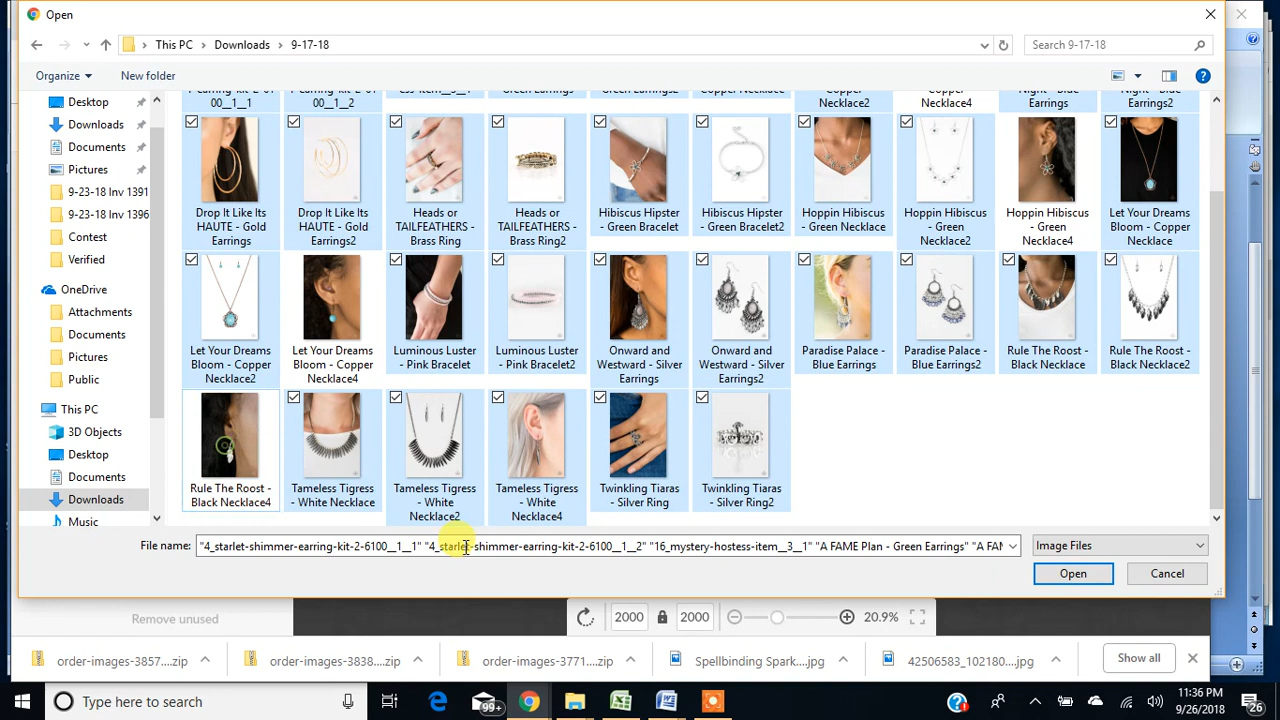 Open
This PC > Downloads > 9-17-18
Search 9-17-18
Organize
New folder
Desktop
Downloads
Documents
Pictures
9-23-18 Inv 1391
9-23-18 Inv 1396
Contest
Verified
OneDrive
Attachments
Documents
Pictures
Public
This PC
3D Objects
Desktop
Documents
Downloads
Music
00__1__1
00__1__2
Copper
Necklace2
Copper
Necklace4
Night - Blue
Earrings
Night - Blue
Earrings2
Drop It Like Its
HAUTE - Gold
Earrings
Drop It Like Its
HAUTE - Gold
Earrings2
Heads or
TAILFEATHERS -
Brass Ring
Heads or
TAILFEATHERS -
Brass Ring2
Hibiscus Hipster
- Green Bracelet
Hibiscus Hipster
- Green Bracelet2
Hoppin Hibiscus
- Green Necklace
Hoppin Hibiscus
- Green
Necklace2
Hoppin Hibiscus
- Green
Necklace4
Let Your Dreams
Bloom - Copper
Necklace
Let Your Dreams
Bloom - Copper
Necklace2
Let Your Dreams
Bloom - Copper
Necklace4
Luminous Luster
- Pink Bracelet
Luminous Luster
- Pink Bracelet2
Onward and
Westward - Silver
Earrings
Onward and
Westward - Silver
Earrings2
Paradise Palace -
Blue Earrings
Paradise Palace -
Blue Earrings2
Rule The Roost -
Black Necklace
Rule The Roost -
Black Necklace2
Rule The Roost -
Black Necklace4
Tameless Tigress
- White Necklace
Tameless Tigress
- White
Necklace2
Tameless Tigress
- White
Necklace4
Twinkling Tiaras
- Silver Ring
Twinkling Tiaras
- Silver Ring2
File name: "4_starlet-shimmer-earring-kit-2-6100__1__1" "4_starlet-shimmer-earring-kit-2-6100__1__2" "16_mystery-hostess-item__3__1" "A FAME Plan - Green Earrings" "A FAM
Image Files
Open
Cancel
Remove unused
2000
2000
20.9%
order-images-3857....zip
order-images-3838....zip
order-images-3771....zip
Spellbinding Spark....jpg
42506583_102180....jpg
Show all
Type here to search
99+
11:36 PM
9/26/2018
26